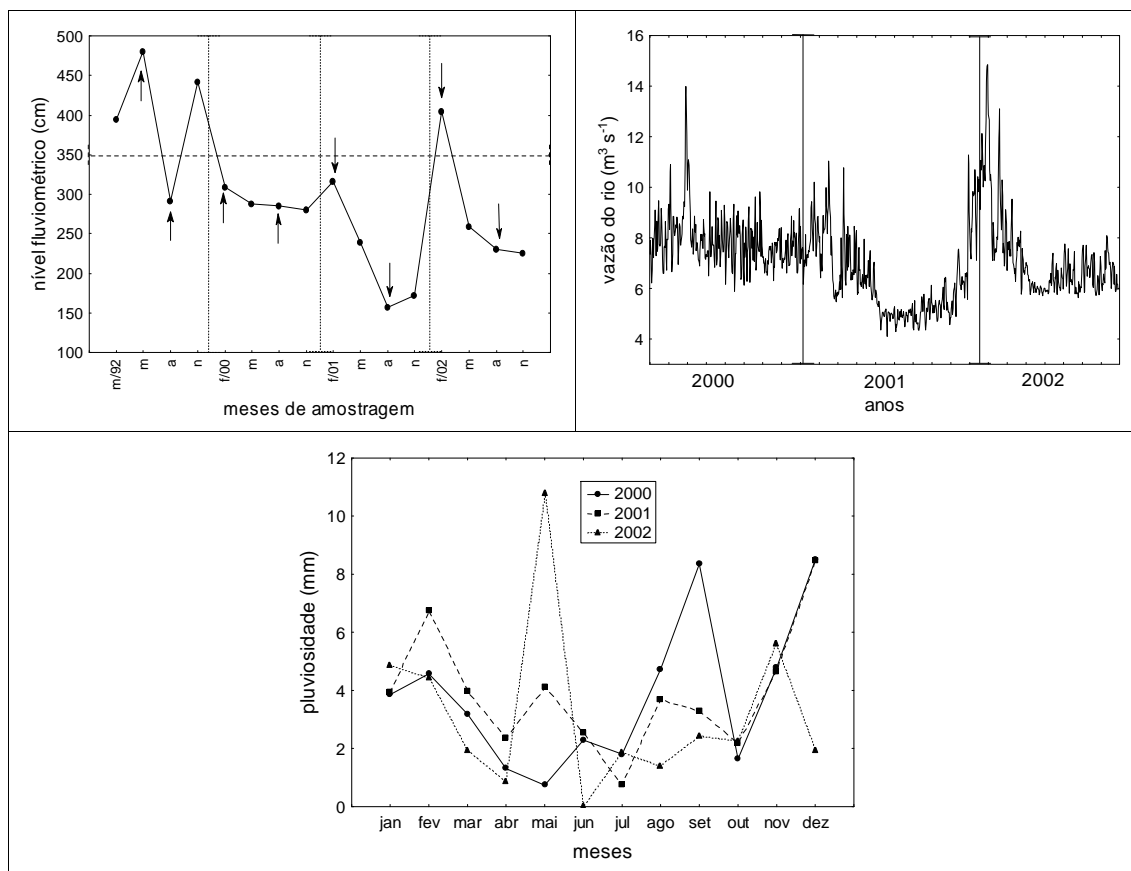 500
450
400
350
300
250
200
150
100
nível fluviométrico (cm)
m/92 m a n f/00 m a n f/01 m a n f/02 m a n
meses de amostragem
16
14
12
10
8
6
4
vazão do rio (m³ s⁻¹)
2000 2001 2002
anos
12
10
8
6
4
2
0
pluviosidade (mm)
2000
2001
2002
jan fev mar abr mai jun jul ago set out nov dez
meses